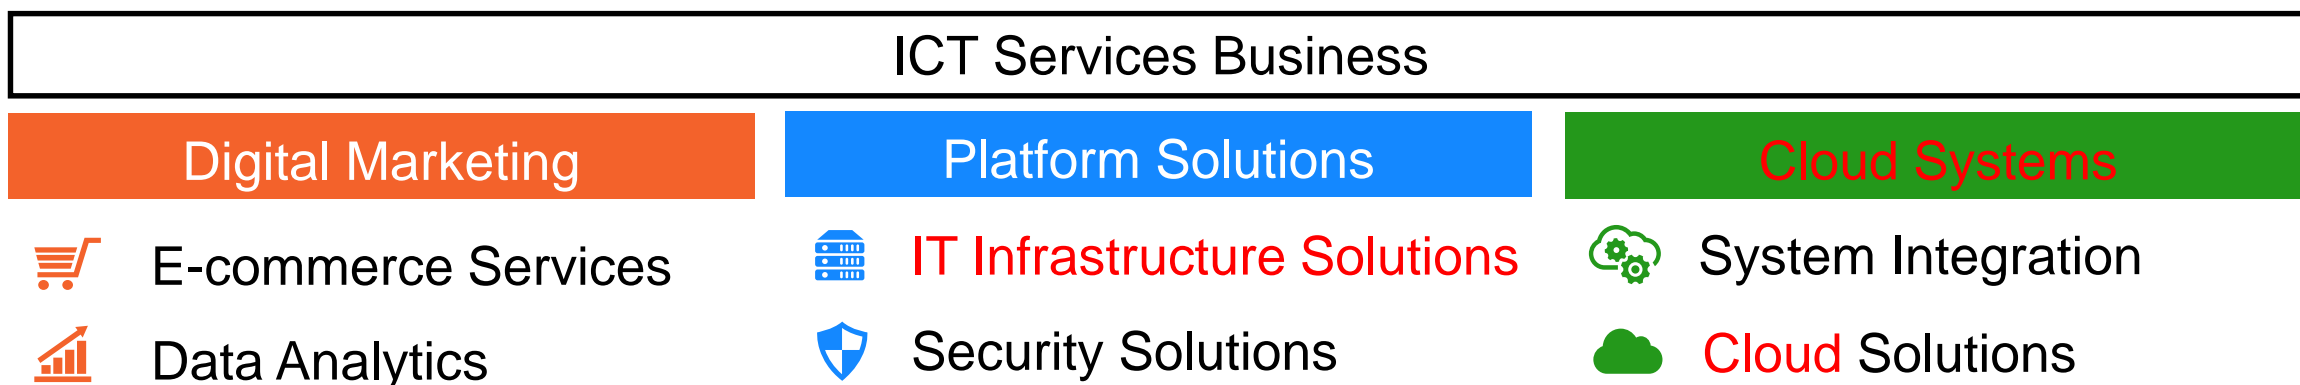 ICT Services Business
Digital Marketing
Platform Solutions
Cloud Systems
E-commerce Services
IT Infrastructure Solutions
System Integration
Data Analytics
Security Solutions
Cloud Solutions